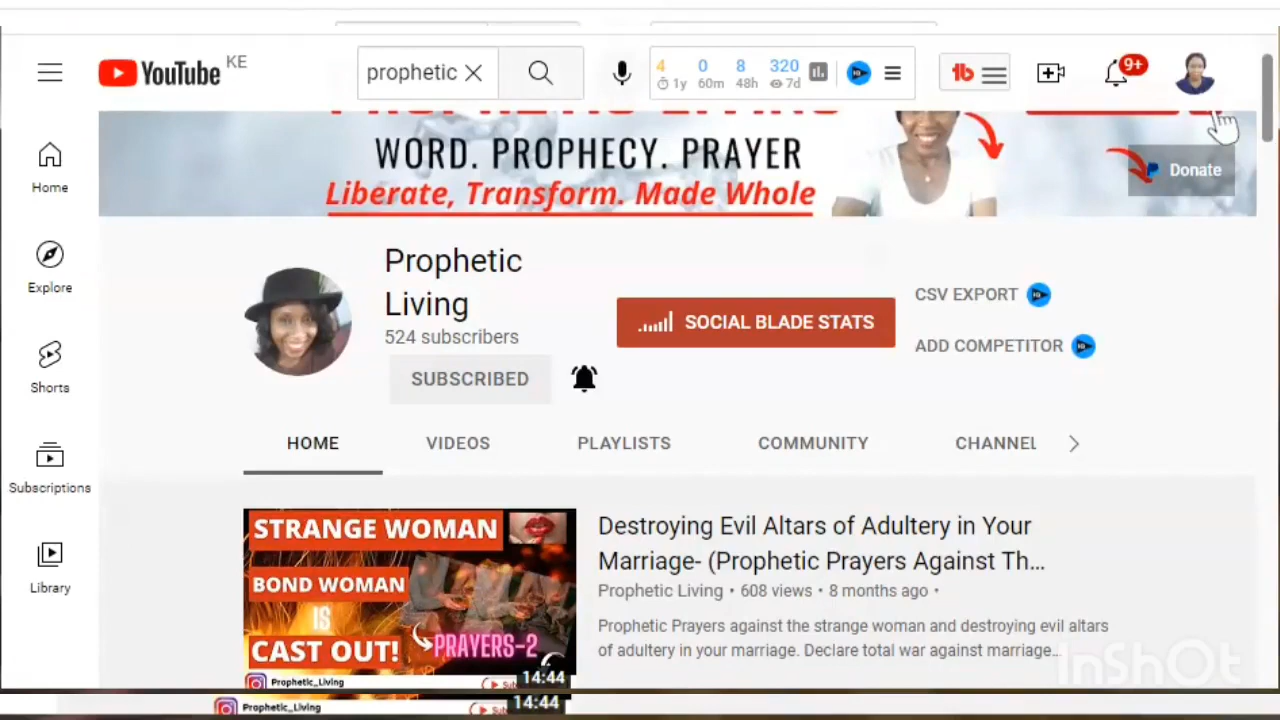 YouTube KE
prophetic
4 0 8 320
1y 60m 48h 7d
9+
WORD. PROPHECY. PRAYER
Liberate, Transform. Made Whole
Donate
Home
Explore
Shorts
Subscriptions
Library
Prophetic
Living
524 subscribers
SUBSCRIBED
SOCIAL BLADE STATS
CSV EXPORT
ADD COMPETITOR
HOME VIDEOS PLAYLISTS COMMUNITY CHANNEL
STRANGE WOMAN
BOND WOMAN
IS
CAST OUT!
PRAYERS-2
Prophetic_Living
14:44
Destroying Evil Altars of Adultery in Your
Marriage- (Prophetic Prayers Against Th...
Prophetic Living • 608 views • 8 months ago •
Prophetic Prayers against the strange woman and destroying evil altars
of adultery in your marriage. Declare total war against marriage...
InShOt
Prophetic_Living
14:44